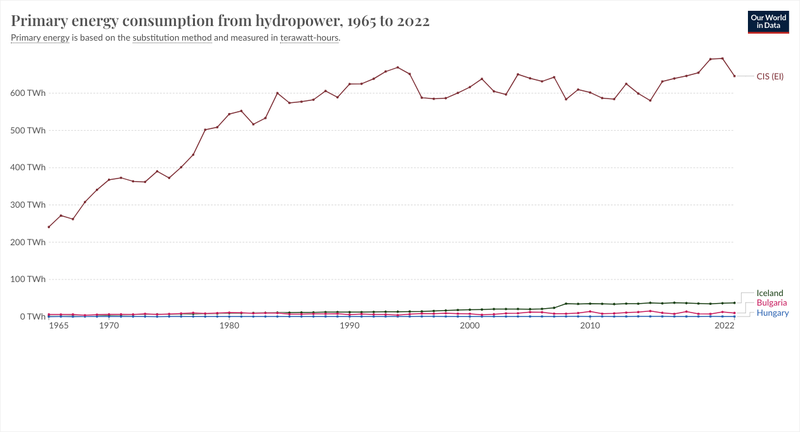 Primary energy consumption from hydropower, 1965 to 2022
Primary energy is based on the substitution method and measured in terawatt-hours.
Our World
in Data
600 TWh
500 TWh
400 TWh
300 TWh
200 TWh
100 TWh
0 TWh
CIS (EI)
Iceland
Bulgaria
Hungary
1965
1970
1980
1990
2000
2010
2022